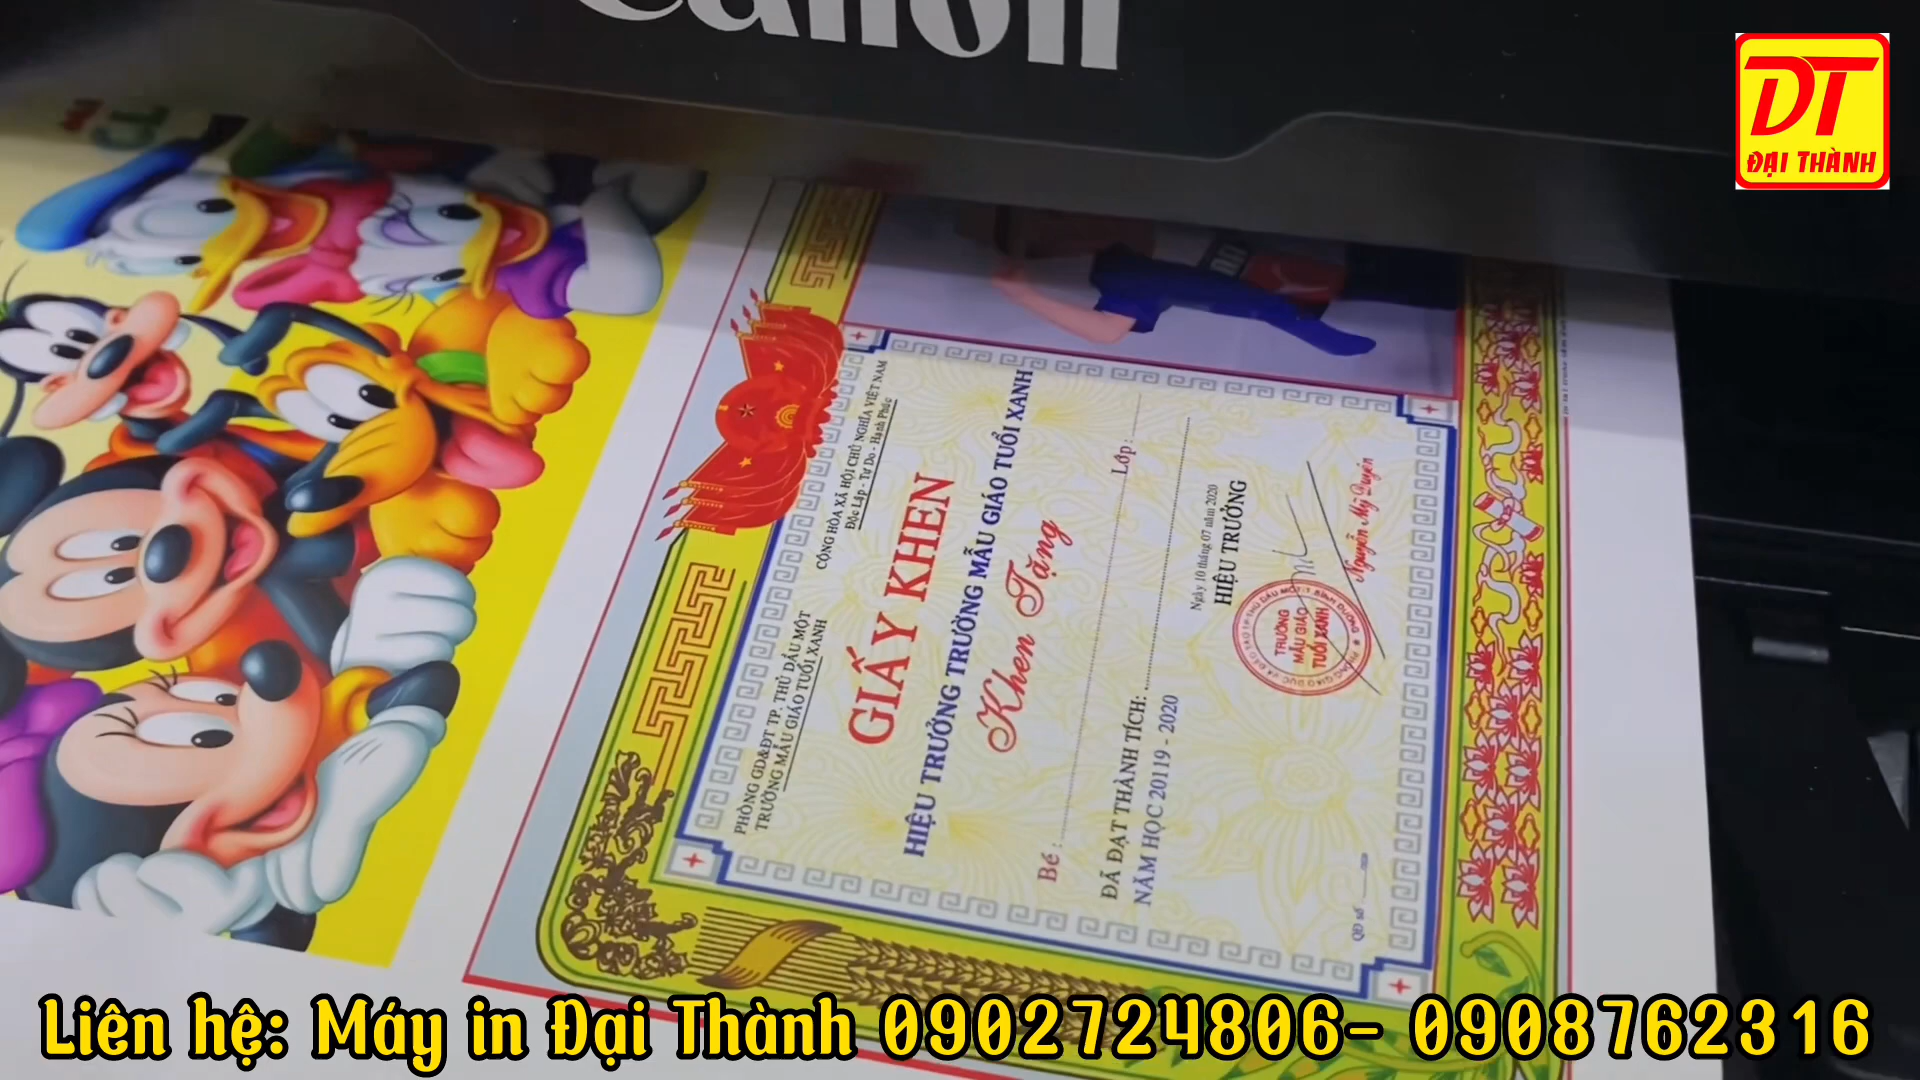 Canon
DT
ĐẠI THÀNH
CỘNG HÒA XÃ HỘI CHỦ NGHĨA VIỆT NAM
Độc Lập - Tự Do - Hạnh Phúc
PHÒNG GD&ĐT TP. THỦ DẦU MỘT
TRƯỜNG MẪU GIÁO TUỔI XANH
GIẤY KHEN
HIỆU TRƯỞNG TRƯỜNG MẪU GIÁO TUỔI XANH
Khen Tặng
Bé : Lớp :
ĐÃ ĐẠT THÀNH TÍCH:
NĂM HỌC 20119 - 2020
Ngày 10 tháng 07 năm 2020
HIỆU TRƯỞNG
TRƯỜNG
MẪU GIÁO
TUỔI XANH
Nguyễn Mỹ Duyên
QĐ số
Liên hệ: Máy in Đại Thành 0902724806- 0908762316